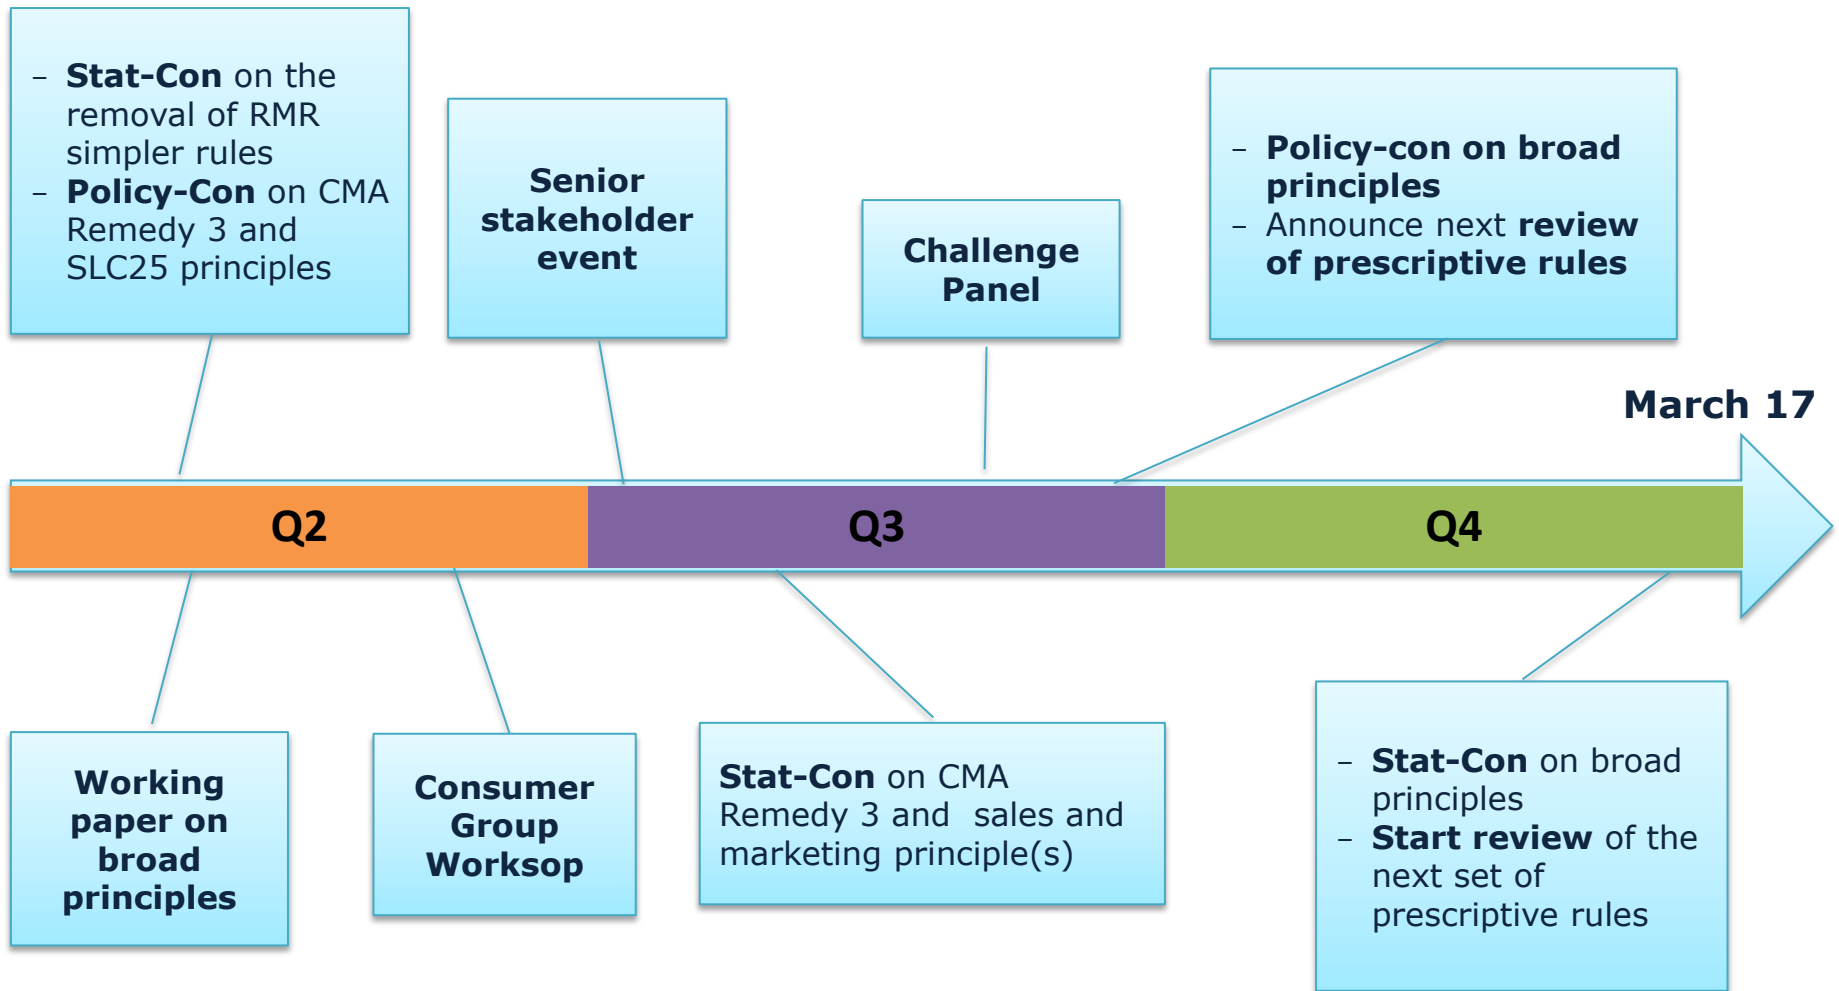 – Stat-Con on the
removal of RMR
simpler rules
– Policy-Con on CMA
Remedy 3 and
SLC25 principles
Senior
stakeholder
event
Challenge
Panel
– Policy-con on broad
principles
– Announce next review
of prescriptive rules
March 17
Q2
Q3
Q4
Working
paper on
broad
principles
Consumer
Group
Worksop
Stat-Con on CMA
Remedy 3 and  sales and
marketing principle(s)
– Stat-Con on broad
principles
– Start review of the
next set of
prescriptive rules